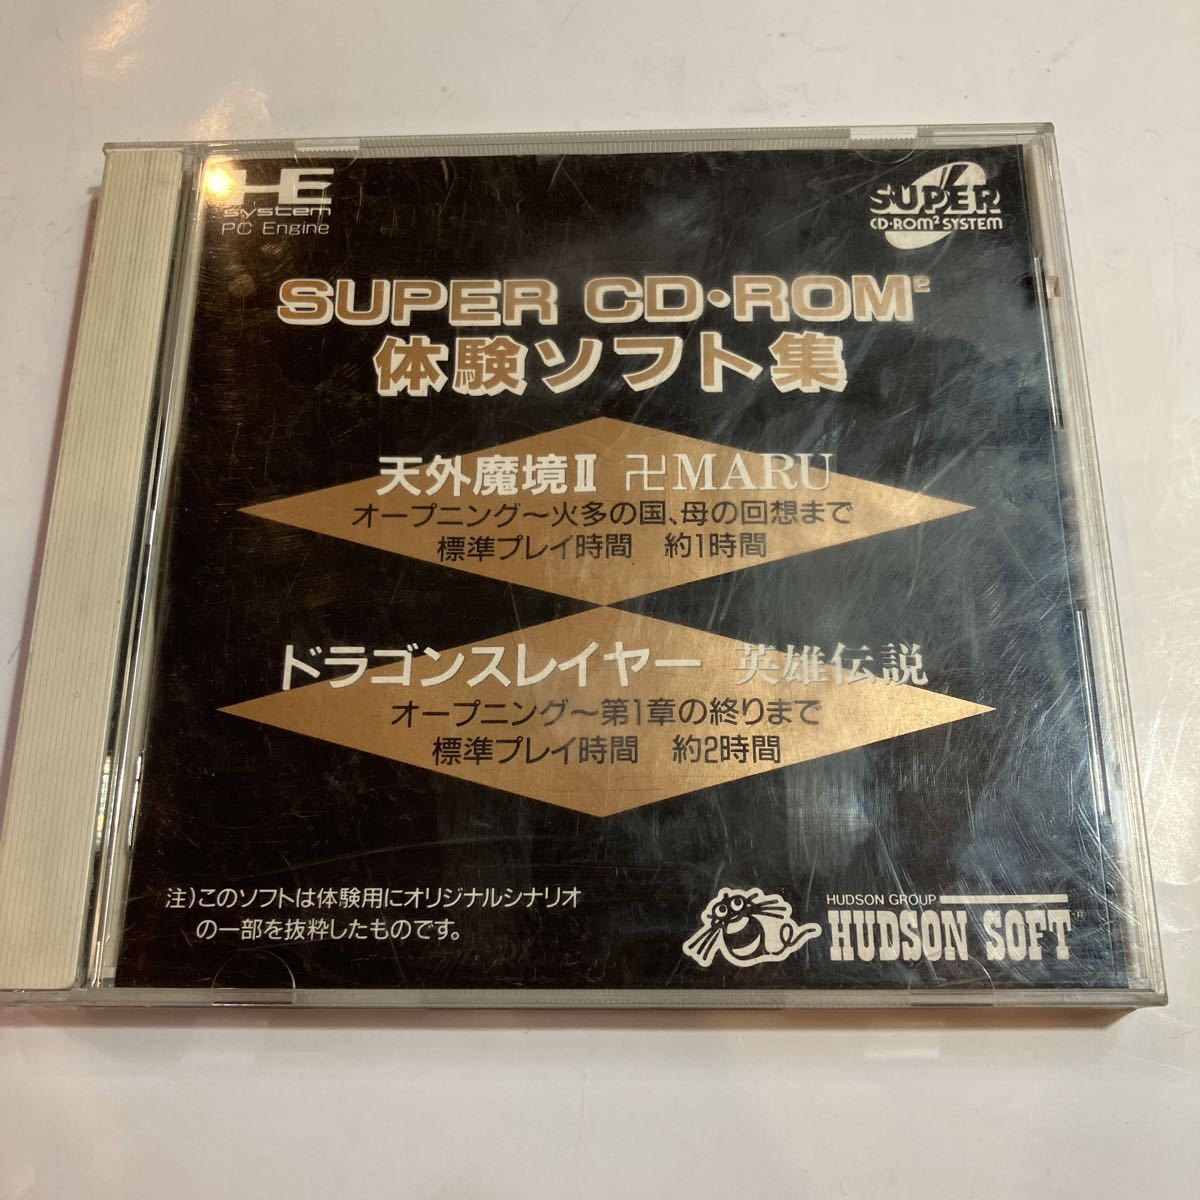 HE
System
PC Engine
SUPER
CD-ROM² SYSTEM
SUPER CD・ROM²
体験ソフト集
天外魔境II 卍MARU
オープニング〜火多の国、母の回想まで
標準プレイ時間 約1時間
ドラゴンスレイヤー 英雄伝説
オープニング〜第1章の終りまで
標準プレイ時間 約2時間
注)このソフトは体験用にオリジナルシナリオ
の一部を抜粋したものです。
HUDSON GROUP
HUDSON SOFT®